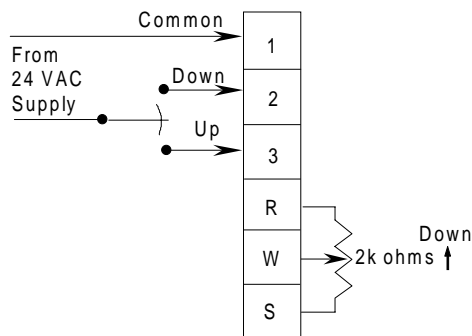 Common
1
From
24 VAC
Supply
Down
2
Up
3
R
W
S
2k ohms
Down